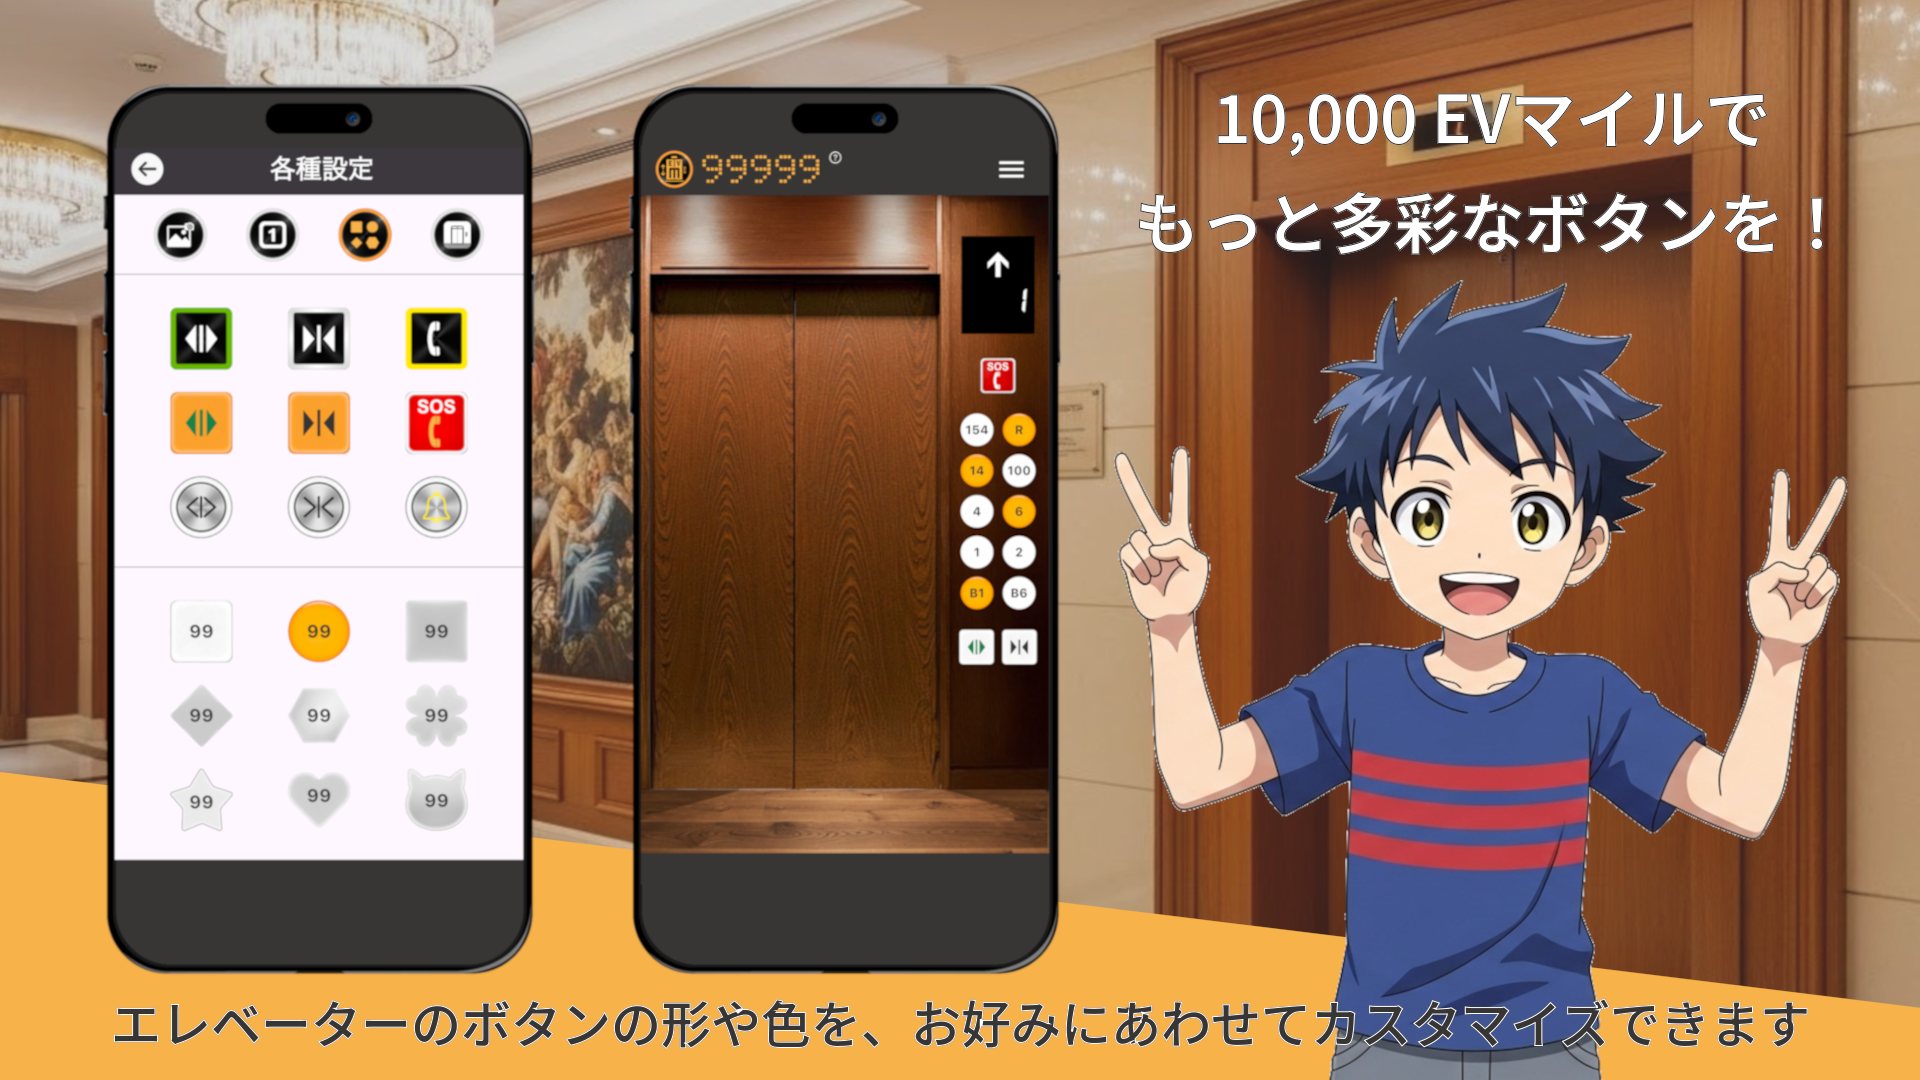 10,000 EVマイルで
もっと多彩なボタンを！
各種設定
1
SOS
99 99 99
99 99 99
99 99 99
99999
?
1
SOS
154 R
14 100
4 6
1 2
B1 B6
エレベーターのボタンの形や色を、お好みにあわせてカスタマイズできます